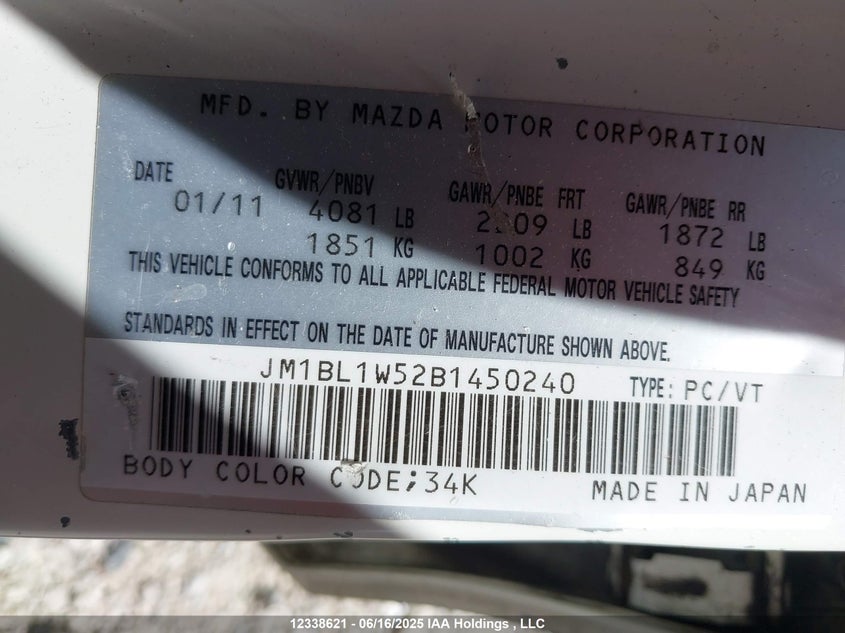 MFD. BY MAZDA MOTOR CORPORATION
DATE GVWR/PNBV GAWR/PNBE FRT GAWR/PNBE RR
01/11 4081 LB 2209 LB 1872 LB
1851 KG 1002 KG 849 KG
THIS VEHICLE CONFORMS TO ALL APPLICABLE FEDERAL MOTOR VEHICLE SAFETY
STANDARDS IN EFFECT ON THE DATE OF MANUFACTURE SHOWN ABOVE.
JM1BL1W52B1450240 TYPE: PC/VT
BODY COLOR CODE;34K
MADE IN JAPAN
12338621 - 06/16/2025 IAA Holdings , LLC